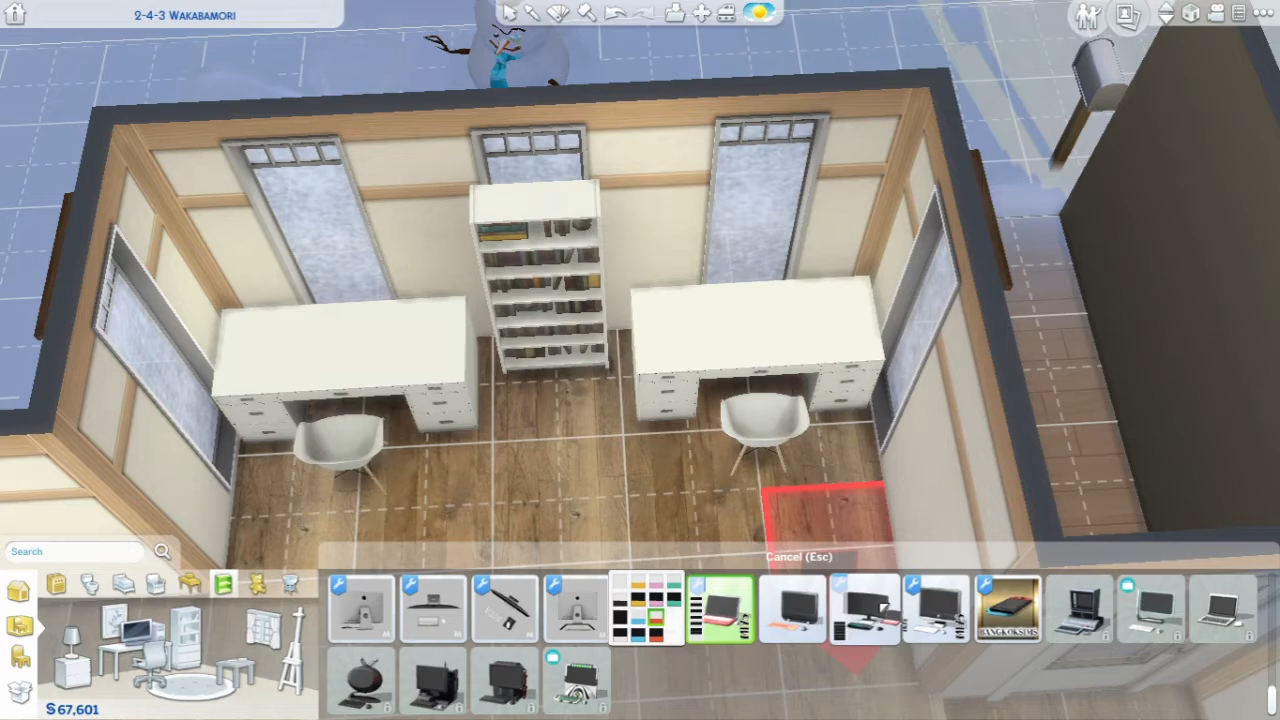 2-4-3 Wakabamori
Cancel (Esc)
Search
M
M
M
BANGKOKSIMS
§67,601